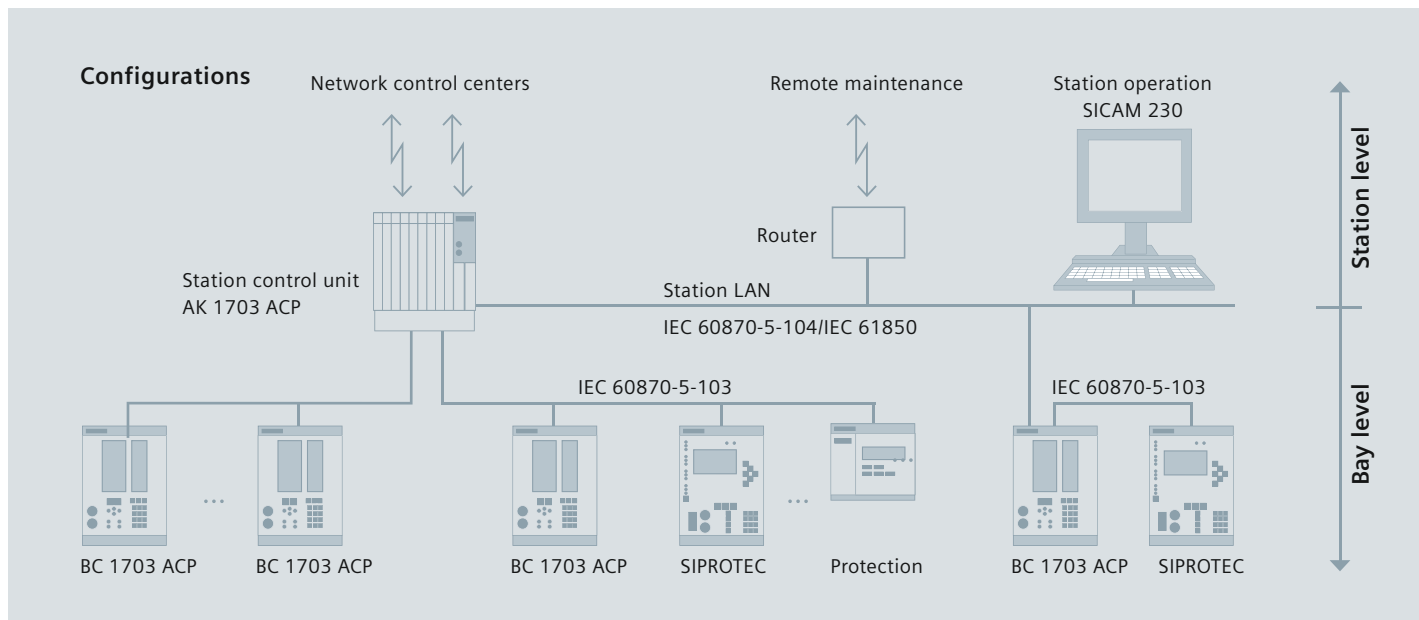 Configurations
Network control centers
Remote maintenance
Station operation
SICAM 230
Station level
Router
Station control unit
AK 1703 ACP
Station LAN
IEC 60870-5-104/IEC 61850
IEC 60870-5-103
IEC 60870-5-103
Bay level
...
...
BC 1703 ACP
BC 1703 ACP
BC 1703 ACP
SIPROTEC
Protection
BC 1703 ACP
SIPROTEC